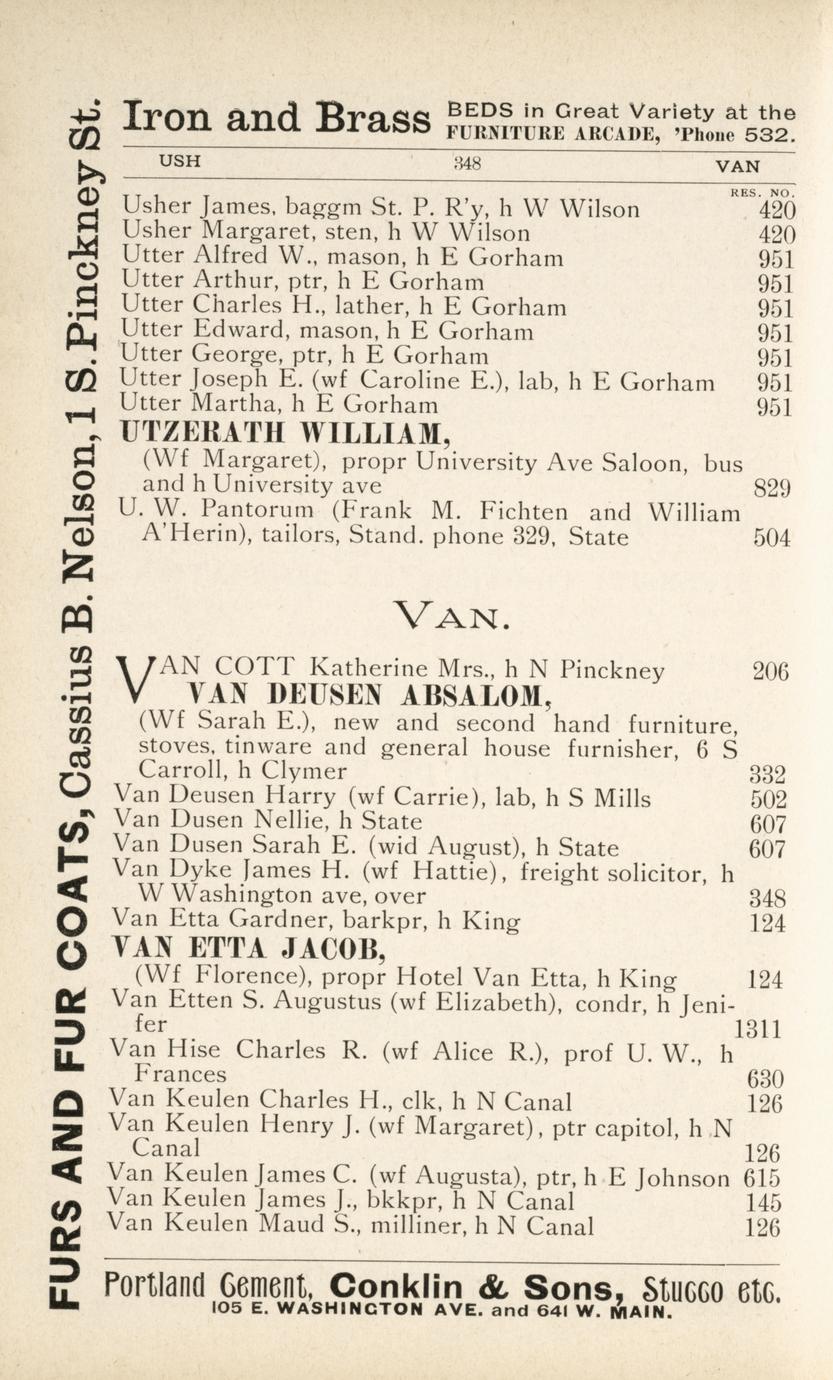 Iron and Brass BEDS in Great Variety at the
FURNITURE ARCADE, 'Phone 532.
USH 348 VAN
RES. NO.
Usher James, baggm St. P. R'y, h W Wilson 420
Usher Margaret, sten, h W Wilson 420
Utter Alfred W., mason, h E Gorham 951
Utter Arthur, ptr, h E Gorham 951
Utter Charles H., lather, h E Gorham 951
Utter Edward, mason, h E Gorham 951
Utter George, ptr, h E Gorham 951
Utter Joseph E. (wf Caroline E.), lab, h E Gorham 951
Utter Martha, h E Gorham 951
UTZERATH WILLIAM,
(Wf Margaret), propr University Ave Saloon, bus
and h University ave 829
U. W. Pantorum (Frank M. Fichten and William
A'Herin), tailors, Stand. phone 329, State 504
VAN.
VAN COTT Katherine Mrs., h N Pinckney 206
VAN DEUSEN ABSALOM,
(Wf Sarah E.), new and second hand furniture,
stoves, tinware and general house furnisher, 6 S
Carroll, h Clymer 332
Van Deusen Harry (wf Carrie), lab, h S Mills 502
Van Dusen Nellie, h State 607
Van Dusen Sarah E. (wid August), h State 607
Van Dyke James H. (wf Hattie), freight solicitor, h
W Washington ave, over 348
Van Etta Gardner, barkpr, h King 124
VAN ETTA JACOB,
(Wf Florence), propr Hotel Van Etta, h King 124
Van Etten S. Augustus (wf Elizabeth), condr, h Jeni-
fer 1311
Van Hise Charles R. (wf Alice R.), prof U. W., h
Frances 630
Van Keulen Charles H., clk, h N Canal 126
Van Keulen Henry J. (wf Margaret), ptr capitol, h N
Canal 126
Van Keulen James C. (wf Augusta), ptr, h E Johnson 615
Van Keulen James J., bkkpr, h N Canal 145
Van Keulen Maud S., milliner, h N Canal 126
Portland Cement, Conklin & Sons, Stucco etc.
105 E. WASHINGTON AVE. and 641 W. MAIN.
FURS AND FUR COATS, Cassius B. Nelson, 1 S. Pinckney St.